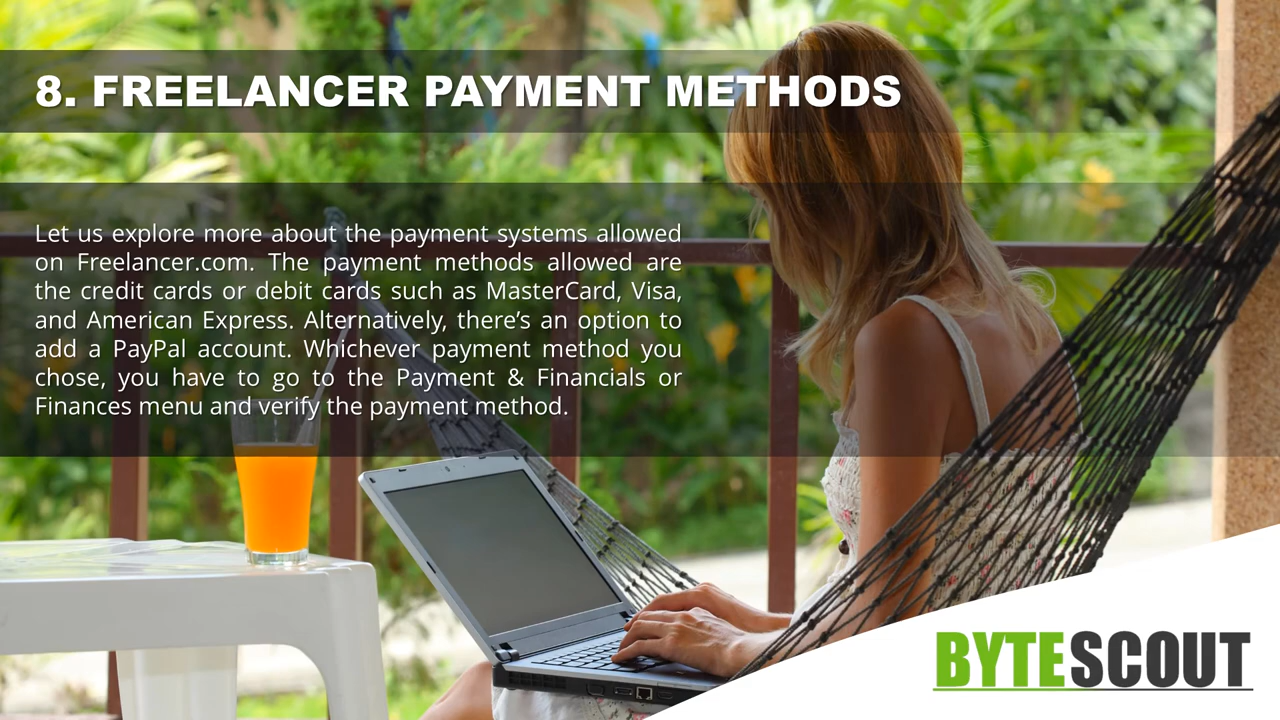 8. FREELANCER PAYMENT METHODS
Let us explore more about the payment systems allowed
on Freelancer.com. The payment methods allowed are
the credit cards or debit cards such as MasterCard, Visa,
and American Express. Alternatively, there’s an option to
add a PayPal account. Whichever payment method you
chose, you have to go to the Payment & Financials or
Finances menu and verify the payment method.
BYTESCOUT